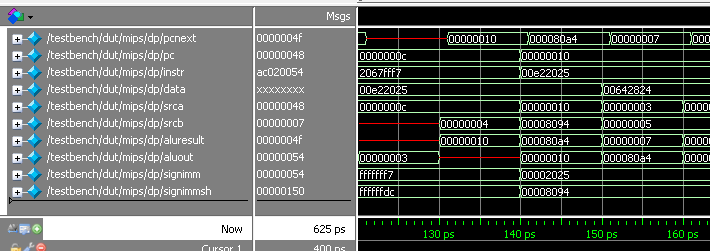 Msgs
/testbench/dut/mips/dp/pcnext 0000004f 00000010 000080a4 00000007 000000
/testbench/dut/mips/dp/pc 00000048 0000000c 00000010
/testbench/dut/mips/dp/instr ac020054 2067fff7 00e22025
/testbench/dut/mips/dp/data xxxxxxxx 00e22025 00642824
/testbench/dut/mips/dp/srca 00000048 0000000c 00000010 00000003 000000
/testbench/dut/mips/dp/srcb 00000007 00000004 00008094 00000005
/testbench/dut/mips/dp/aluresult 0000004f 00000010 000080a4 00000007 000000
/testbench/dut/mips/dp/aluout 00000054 00000003 00000010 000080a4 000000
/testbench/dut/mips/dp/signimm 00000054 fffffff7 00002025
/testbench/dut/mips/dp/signimmsh 00000150 ffffffdc 00008094
Now 625 ps 130 ps 140 ps 150 ps 160 ps
Cursor 1 400 ps